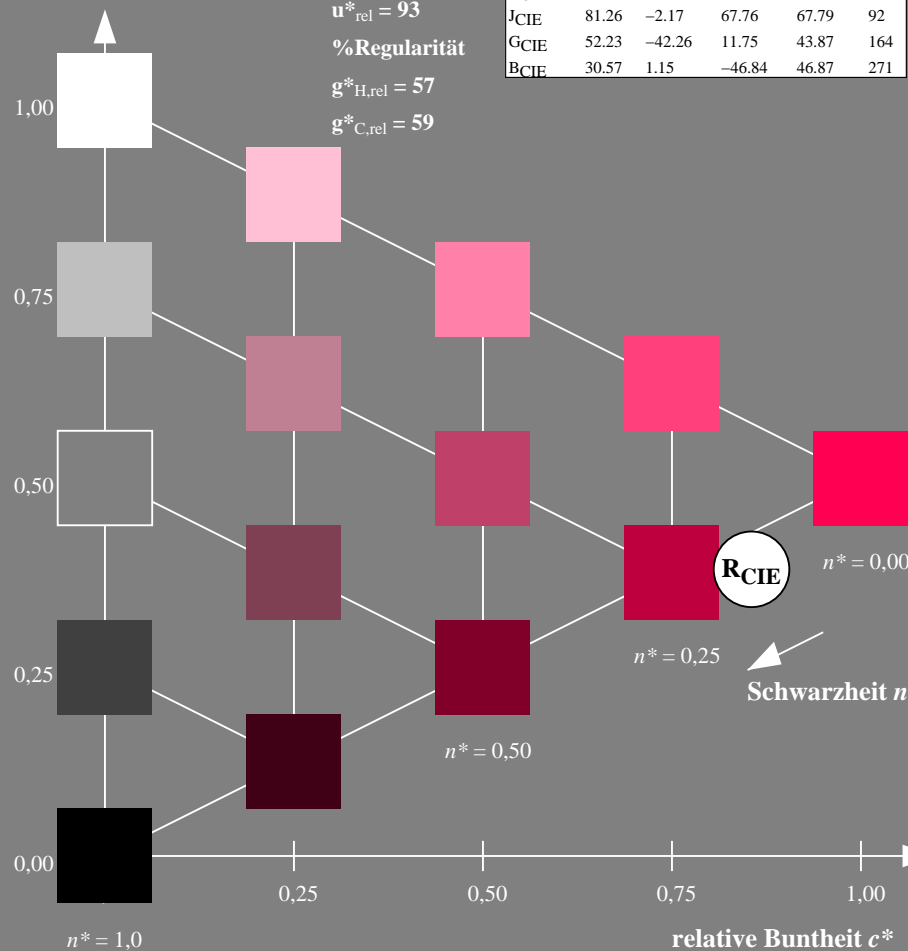 u*rel = 93
%Regularität
g*H,rel = 57
g*C,rel = 59
JCIE 81.26 −2.17 67.76 67.79 92
GCIE 52.23 −42.26 11.75 43.87 164
BCIE 30.57 1.15 −46.84 46.87 271
1,00
0,75
0,50
0,25
0,00
RCIE
n* = 0,00
n* = 0,25
Schwarzheit n
n* = 0,50
0,25 0,50 0,75 1,00
n* = 1,0
relative Buntheit c*